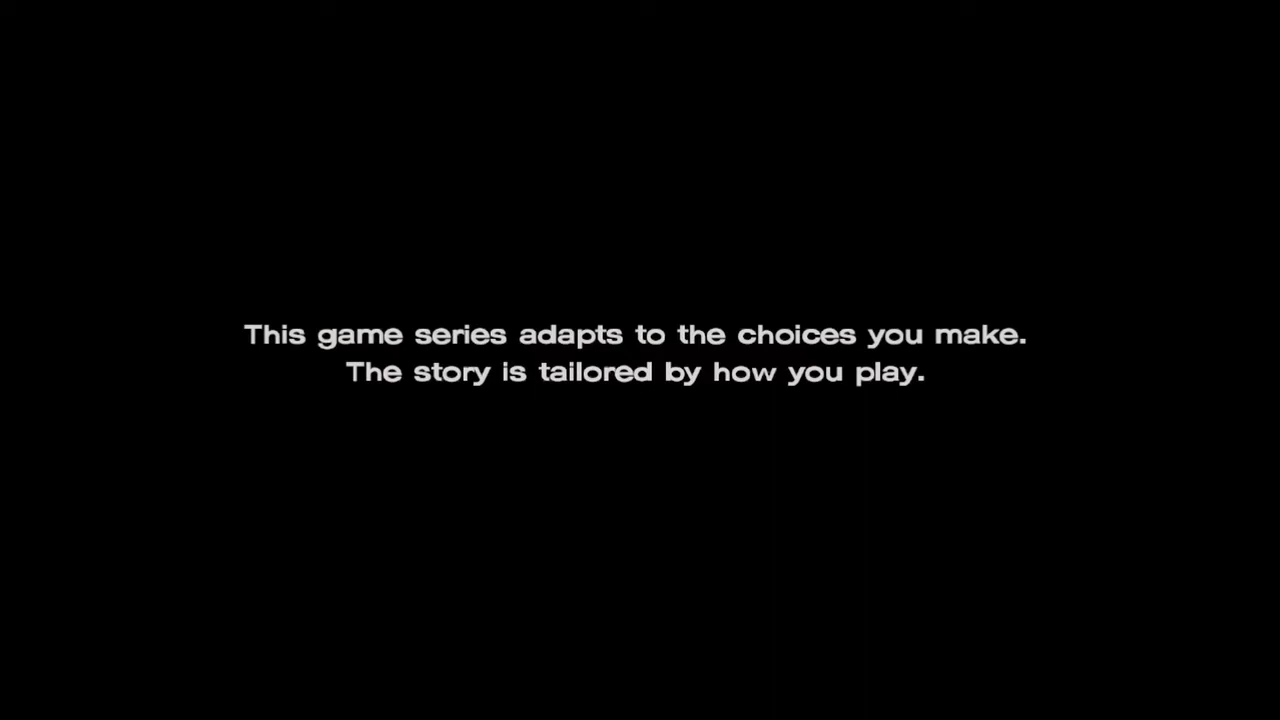 This game series adapts to the choices you make.
The story is tailored by how you play.